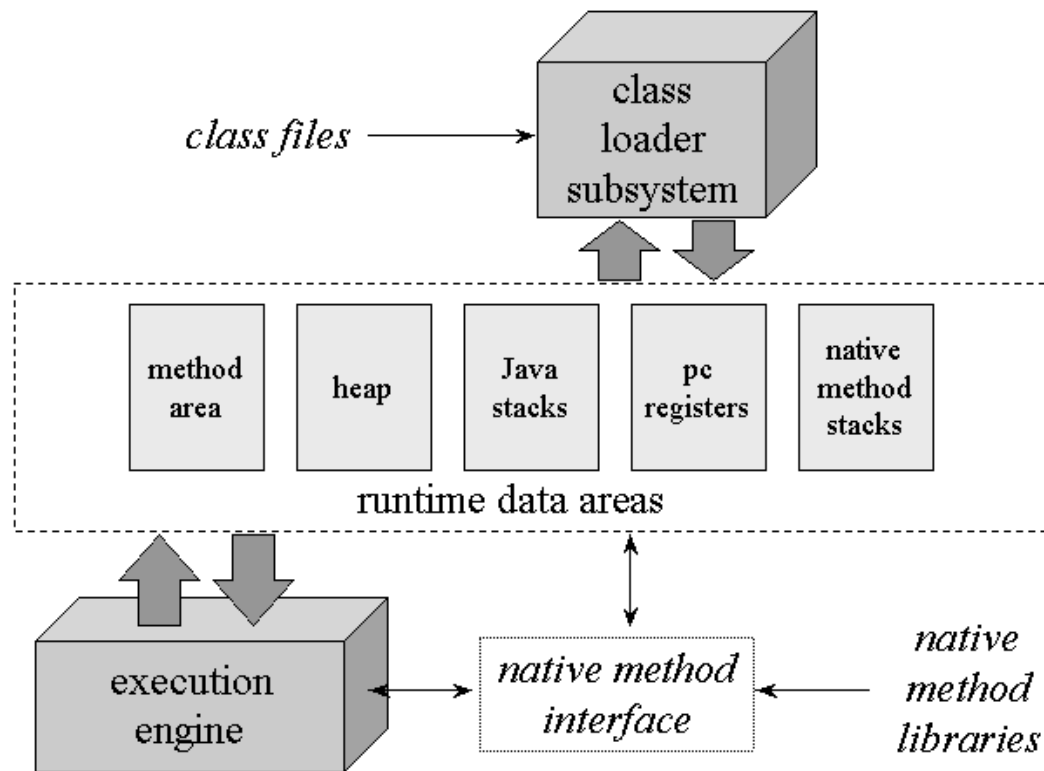 class
loader
subsystem
class files
method
area
heap
Java
stacks
pc
registers
native
method
stacks
runtime data areas
execution
engine
native method
interface
native
method
libraries